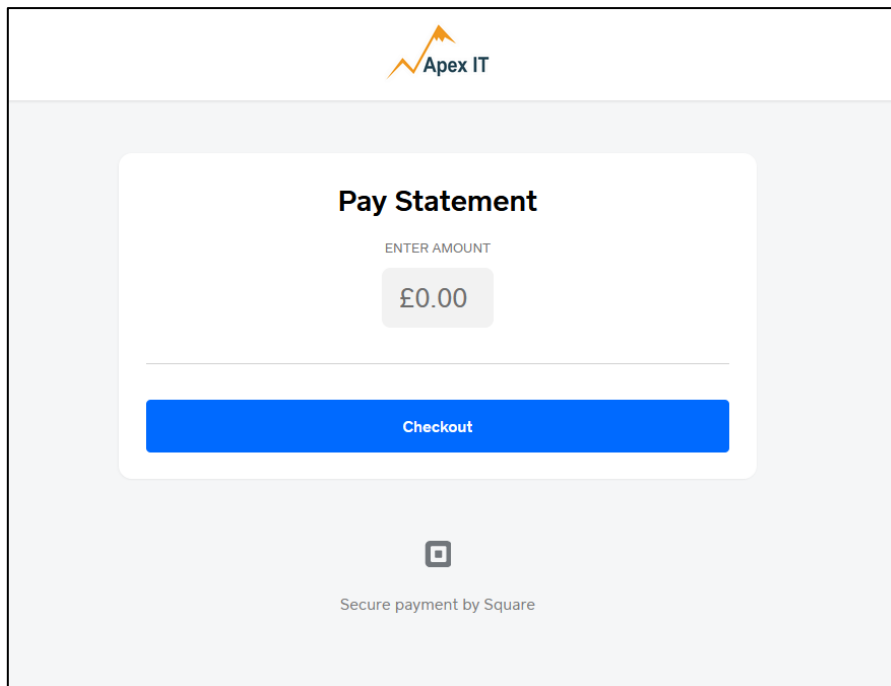 Apex IT
Pay Statement
ENTER AMOUNT
£0.00
Checkout
Secure payment by Square